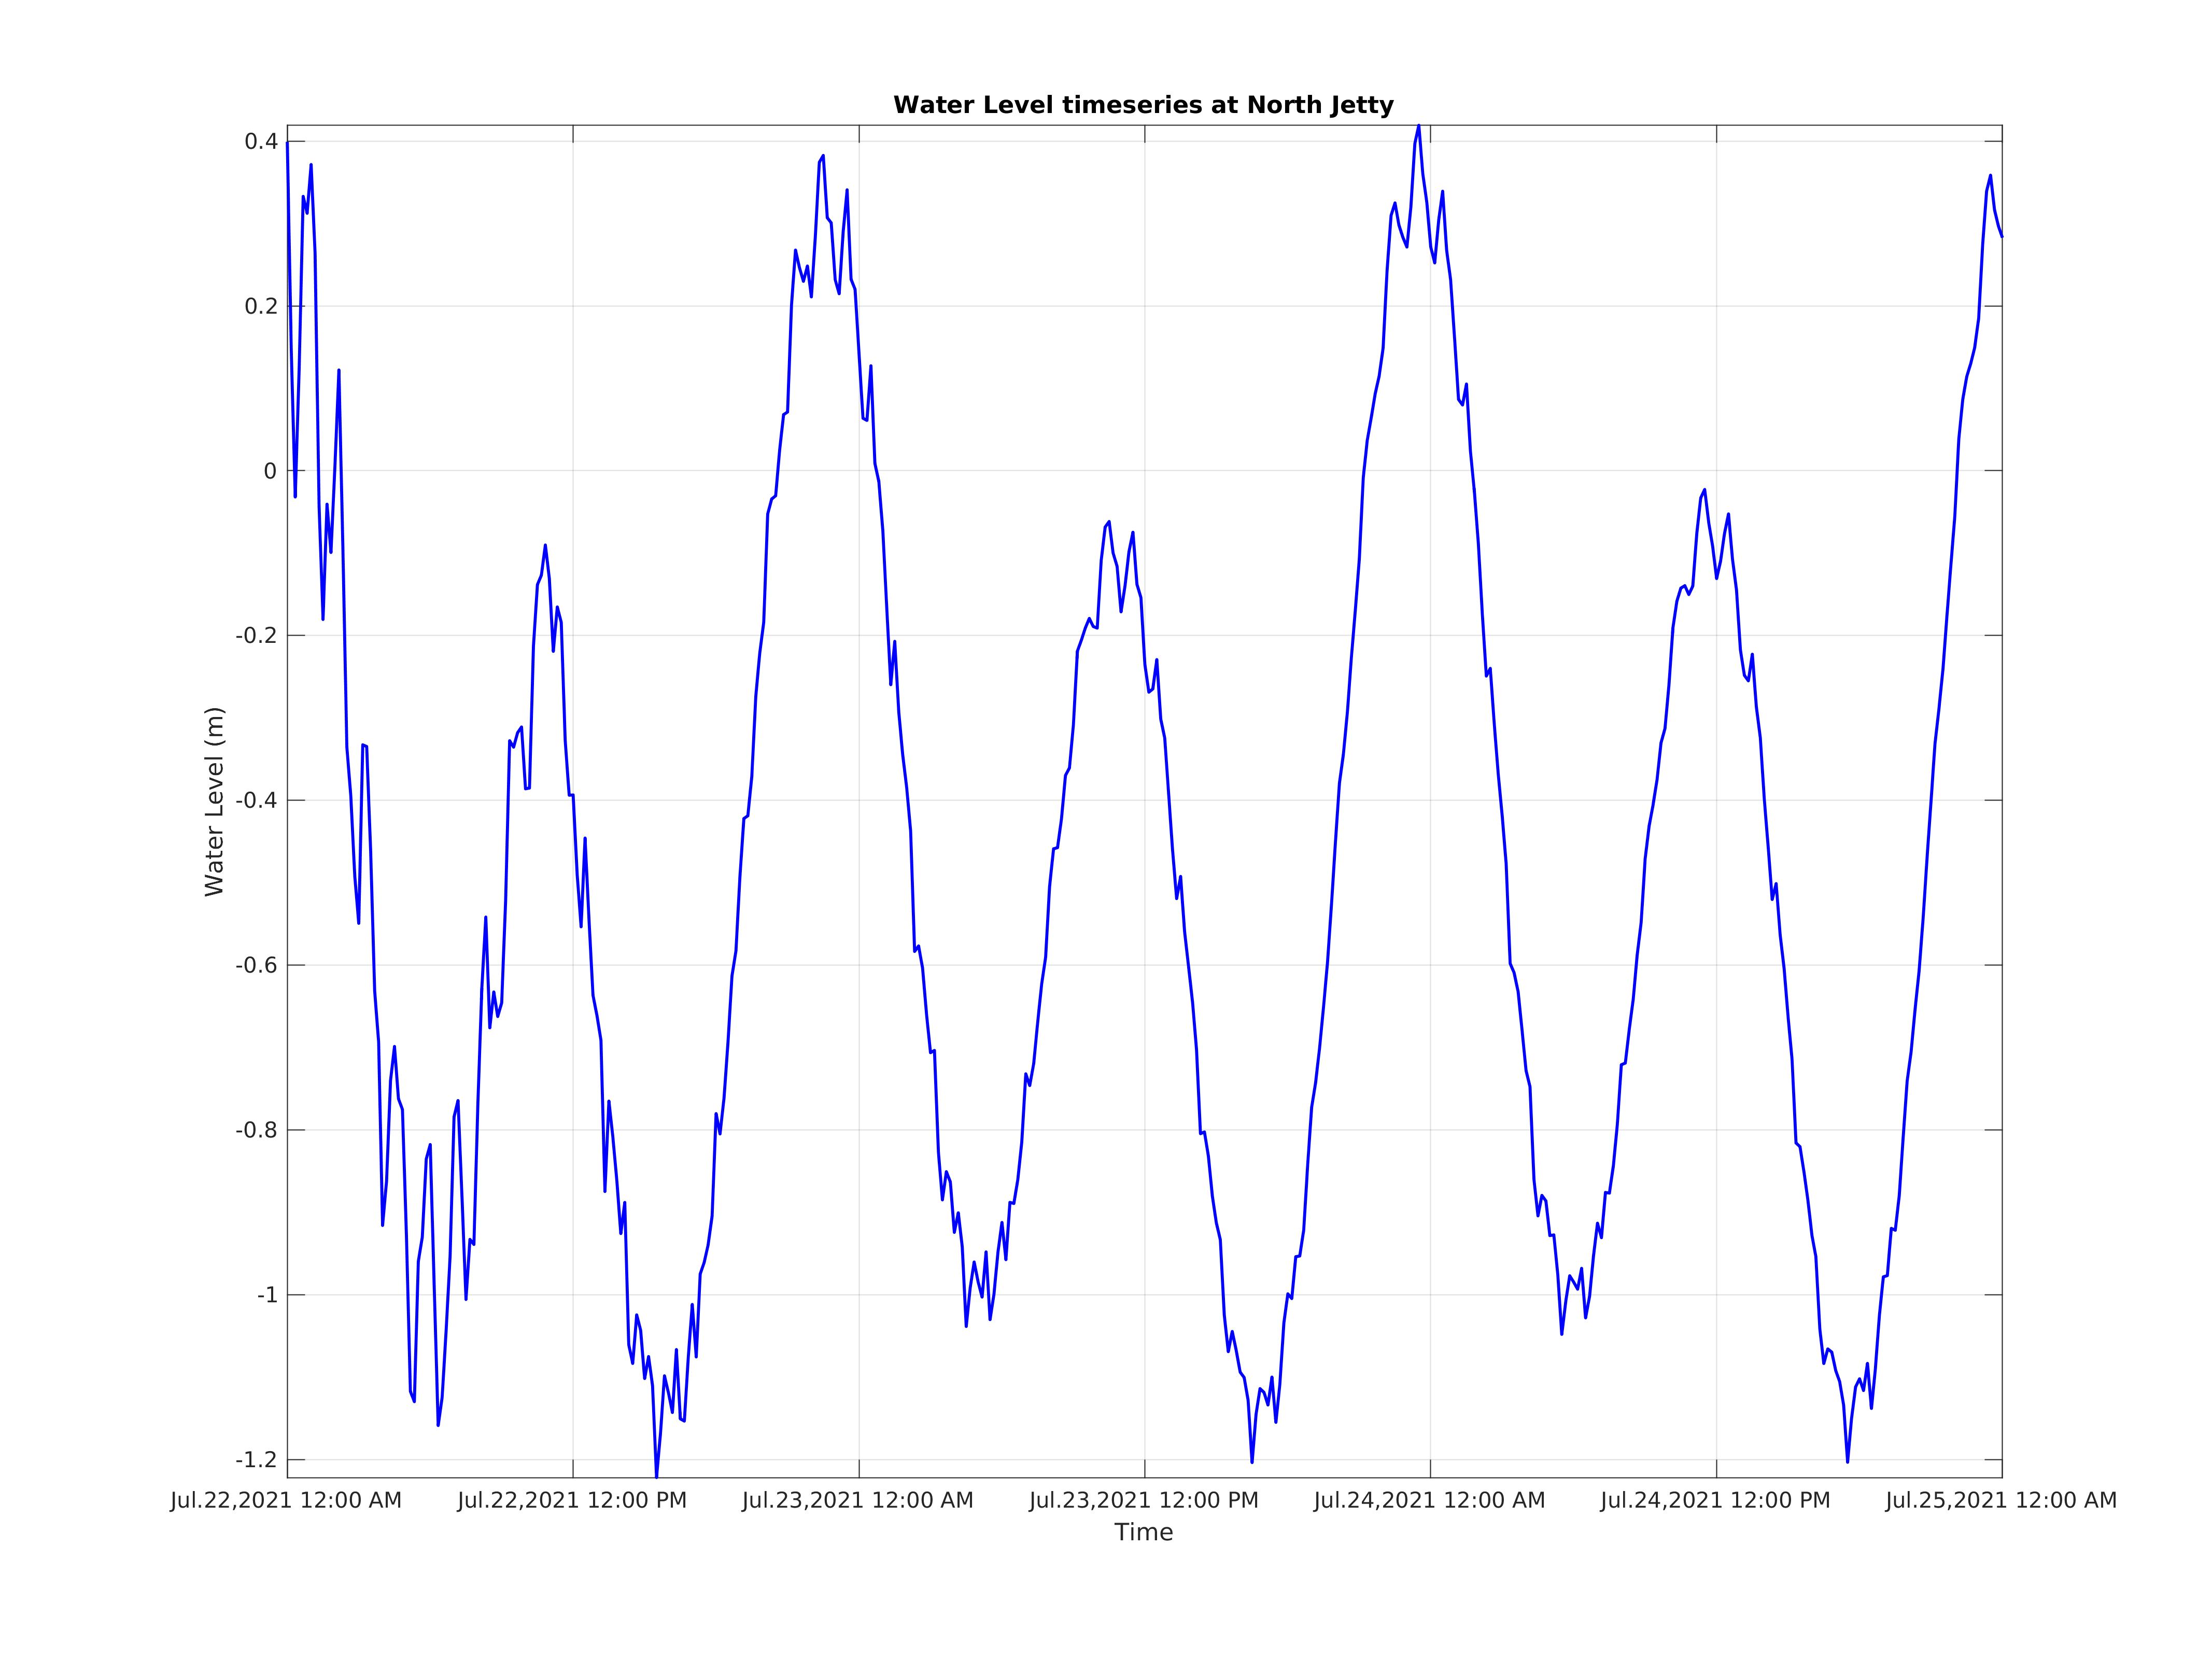 Water Level timeseries at North Jetty
0.4
0.2
0
-0.2
-0.4
-0.6
-0.8
-1
-1.2
Water Level (m)
Jul.22,2021 12:00 AM
Jul.22,2021 12:00 PM
Jul.23,2021 12:00 AM
Jul.23,2021 12:00 PM
Jul.24,2021 12:00 AM
Jul.24,2021 12:00 PM
Jul.25,2021 12:00 AM
Time